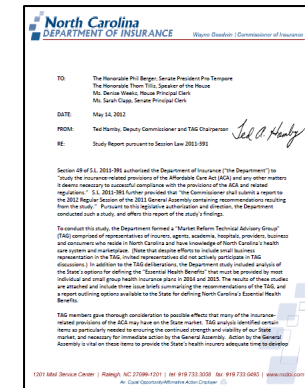 North Carolina
DEPARTMENT OF INSURANCE
Wayne Goodwin | Commissioner of Insurance
TO: The Honorable Phil Berger, Senate President Pro Tempore
The Honorable Thom Tillis, Speaker of the House
Ms. Denise Weeks, House Principal Clerk
Ms. Sarah Clapp, Senate Principal Clerk
DATE: May 14, 2012
FROM: Ted Hamby, Deputy Commissioner and TAG Chairperson
Ted A. Hamby
RE: Study Report pursuant to Session Law 2011-391
Section 49 of S.L. 2011-391 authorized the Department of Insurance ("the Department") to
"study the insurance-related provisions of the Affordable Care Act (ACA) and any other matters
it deems necessary to successful compliance with the provisions of the ACA and related
regulations." S.L. 2011-391 further provided that "the Commissioner shall submit a report to
the 2012 Regular Session of the 2011 General Assembly containing recommendations resulting
from the study." Pursuant to this legislative authorization and direction, the Department
conducted such a study, and offers this report of the study's findings.
To conduct this study, the Department formed a "Market Reform Technical Advisory Group"
(TAG) comprised of representatives of insurers, agents, academia, hospitals, providers, business
and consumers who reside in North Carolina and have knowledge of North Carolina's health
care system and marketplace. (Note that despite efforts to include small business
representation in the TAG, invited representatives did not actively participate in TAG
discussions.) In addition to the TAG deliberations, the Department study included analysis of
the State's options for defining the "Essential Health Benefits" that must be provided by most
individual and small group health insurance plans in 2014 and 2015. The results of these studies
are attached and include three issue briefs summarizing the recommendations of the TAG, and
a report outlining options available to the State for defining North Carolina's Essential Health
Benefits.
TAG members gave thorough consideration to possible effects that many of the insurance-
related provisions of the ACA may have on the State market. TAG analysis identified certain
items as particularly needed to ensuring the continued strength and viability of our State
market, and necessary for immediate action by the General Assembly. Action by the General
Assembly is vital on these items to provide the State's health insurers adequate time to develop
1201 Mail Service Center | Raleigh, NC 27699-1201 | tel 919.733.3058 fax 919.733.6495 | www.ncdoi.com
An Equal Opportunity/Affirmative Action Employer